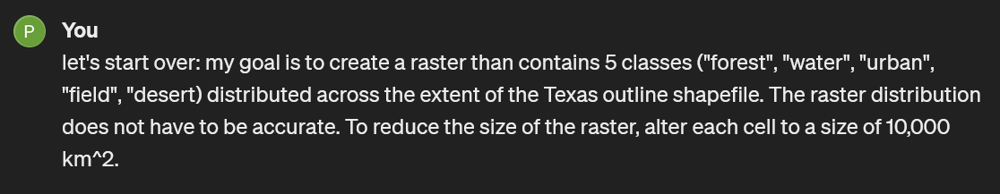 P
You
let's start over: my goal is to create a raster than contains 5 classes ("forest", "water", "urban",
"field", "desert) distributed across the extent of the Texas outline shapefile. The raster distribution
does not have to be accurate. To reduce the size of the raster, alter each cell to a size of 10,000
km^2.